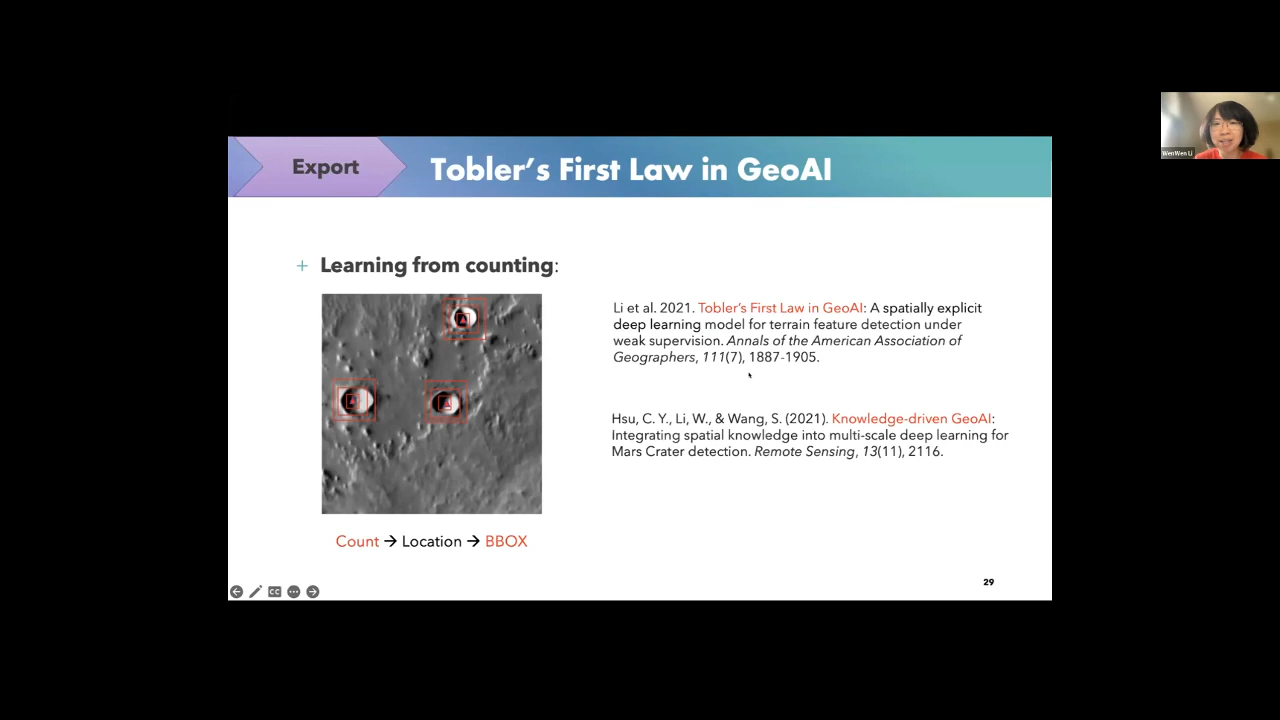 Export
Tobler's First Law in GeoAI
WenWen Li
+ Learning from counting:
Li et al. 2021. Tobler's First Law in GeoAI: A spatially explicit
deep learning model for terrain feature detection under
weak supervision. Annals of the American Association of
Geographers, 111(7), 1887-1905.
Hsu, C. Y., Li, W., & Wang, S. (2021). Knowledge-driven GeoAI:
Integrating spatial knowledge into multi-scale deep learning for
Mars Crater detection. Remote Sensing, 13(11), 2116.
Count → Location → BBOX
29
CC